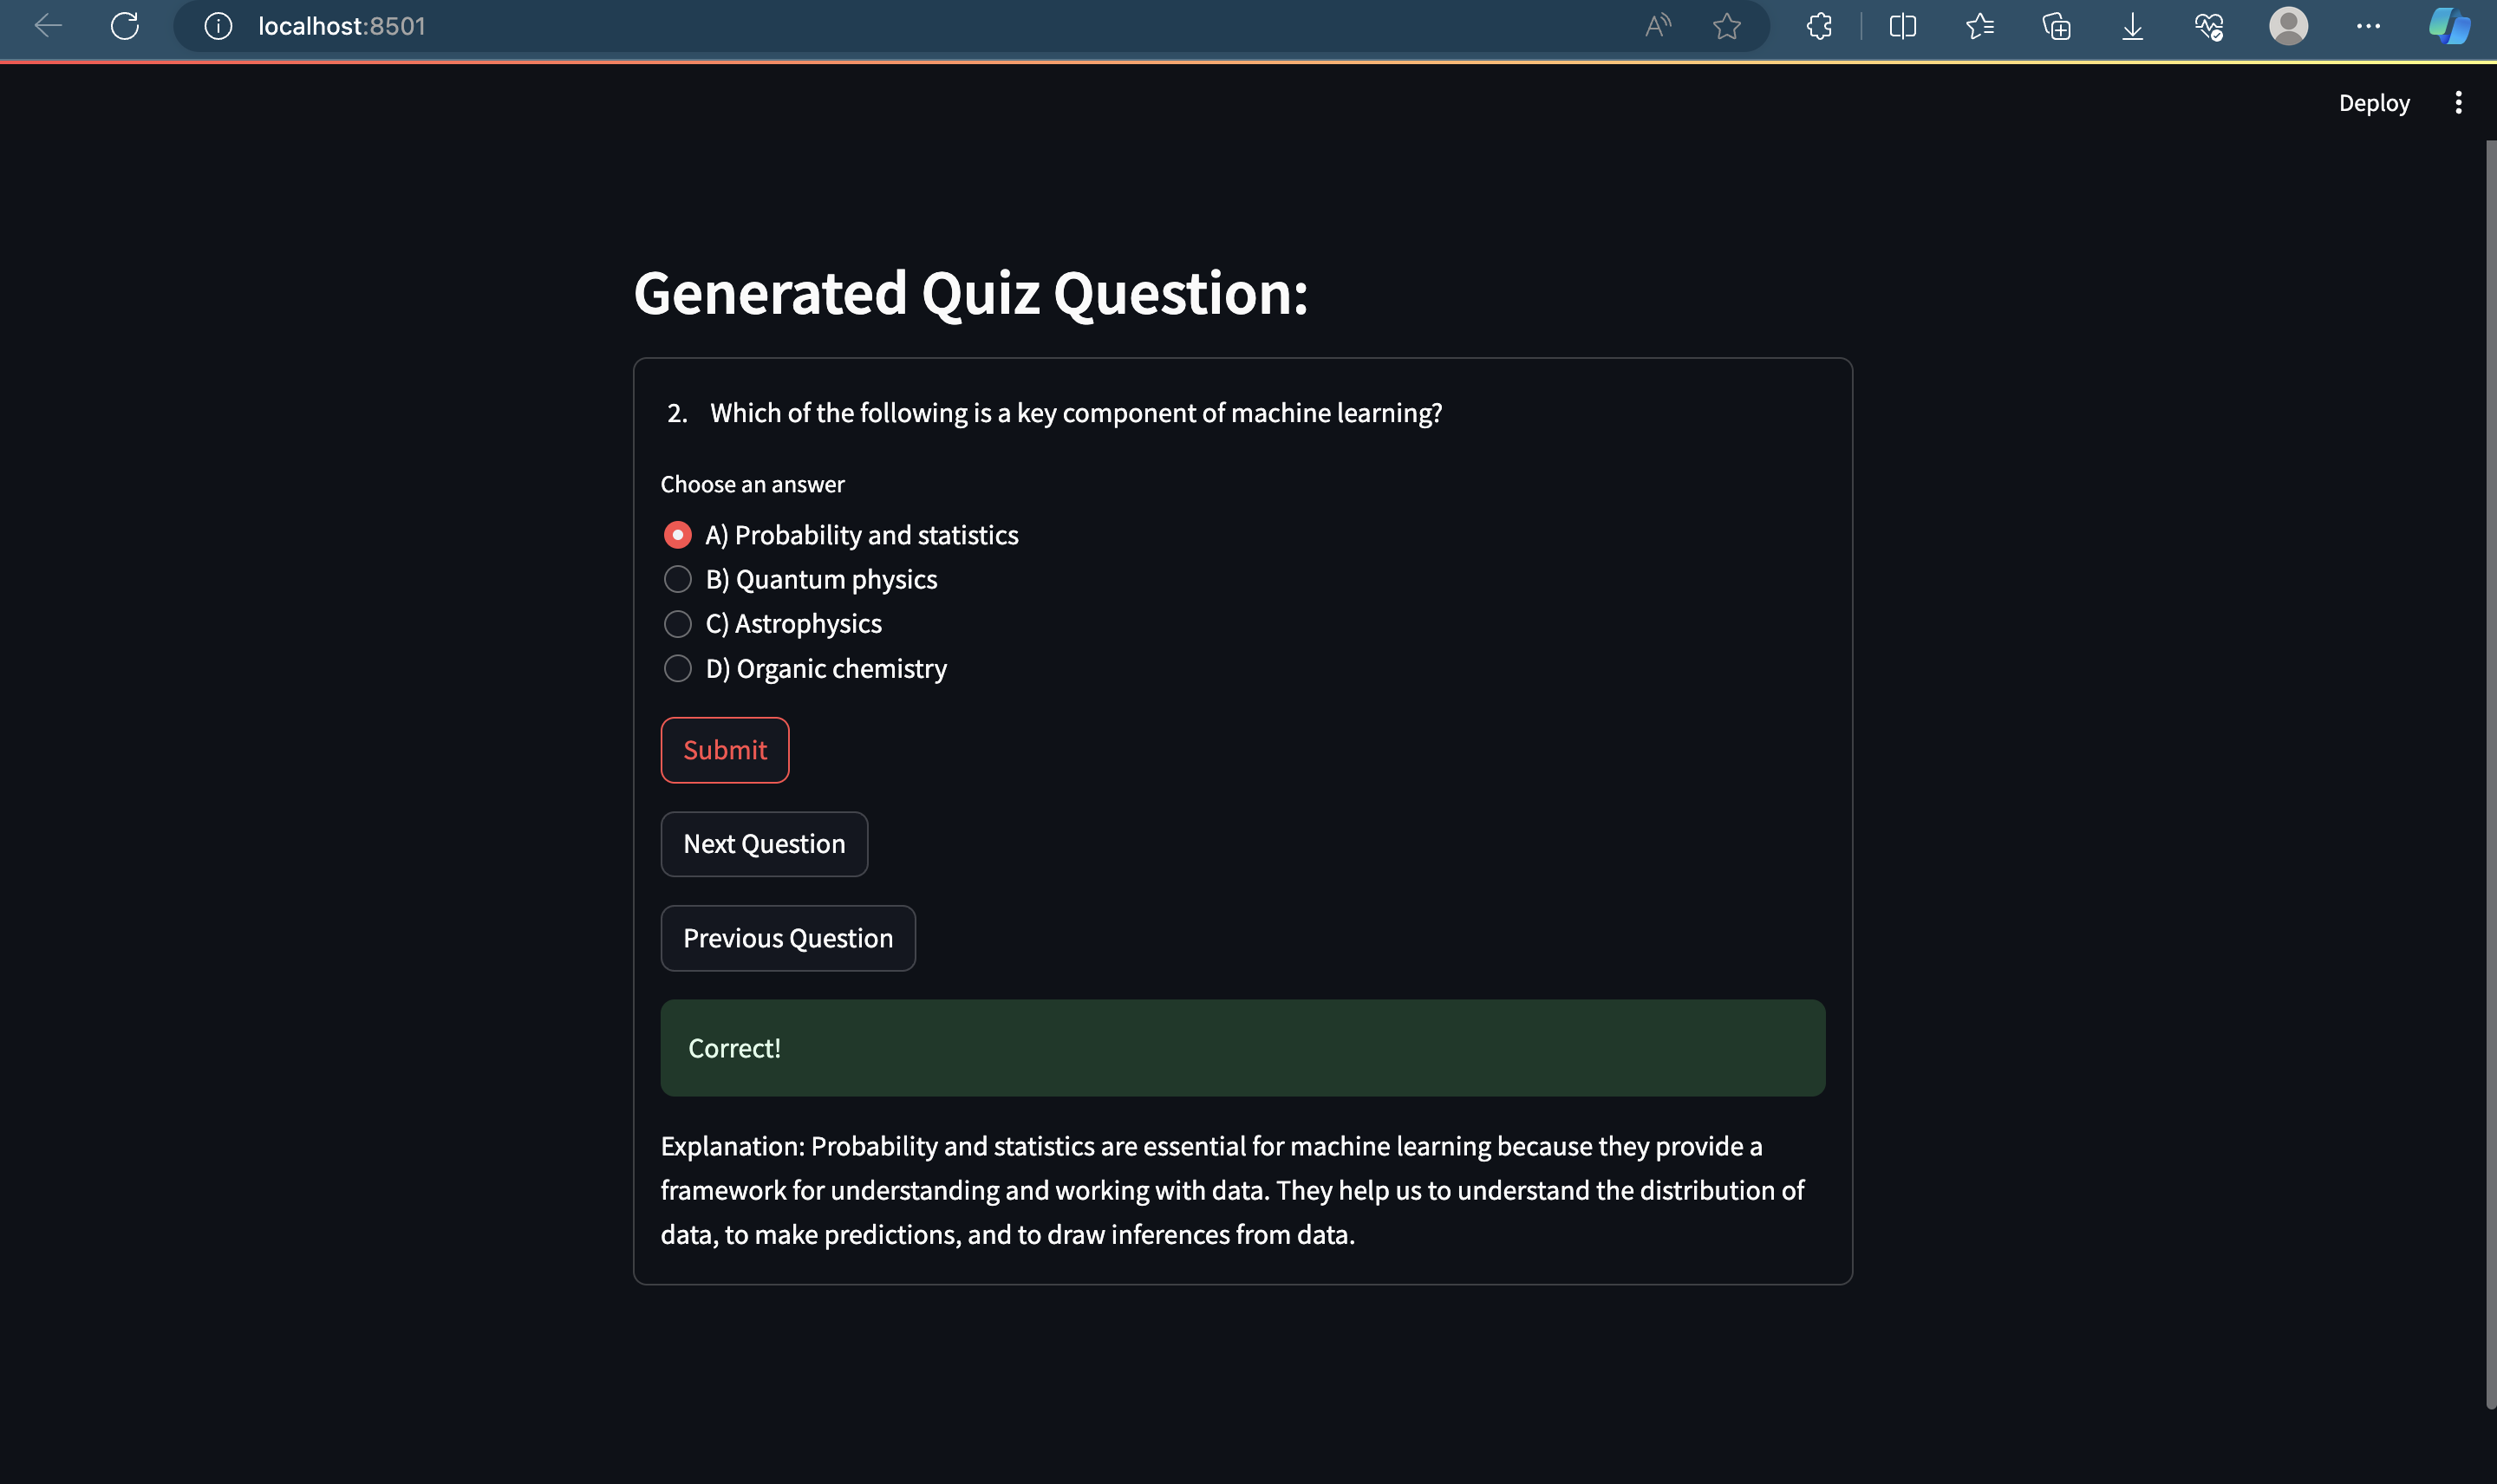 localhost:8501
Deploy
Generated Quiz Question:
2. Which of the following is a key component of machine learning?
Choose an answer
A) Probability and statistics
B) Quantum physics
C) Astrophysics
D) Organic chemistry
Submit
Next Question
Previous Question
Correct!
Explanation: Probability and statistics are essential for machine learning because they provide a
framework for understanding and working with data. They help us to understand the distribution of
data, to make predictions, and to draw inferences from data.